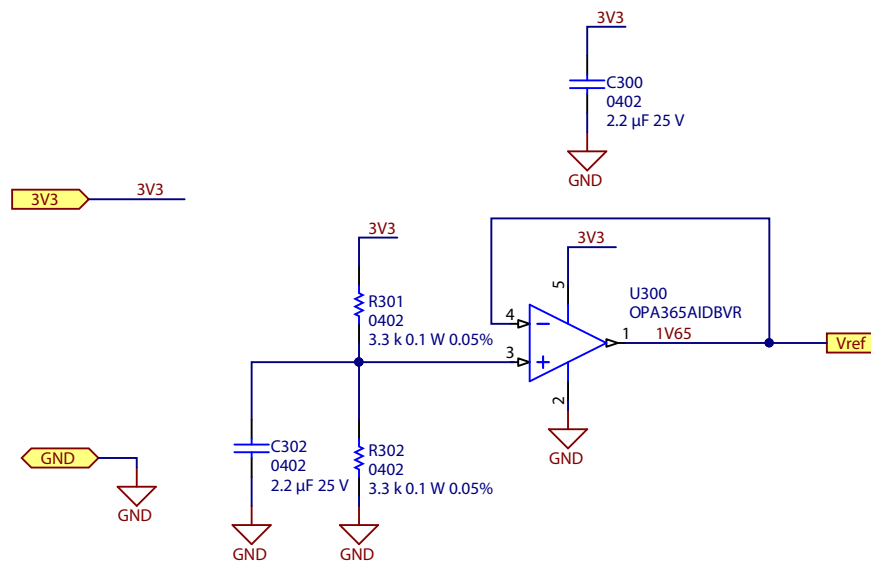 3V3
C300
0402
2.2 µF 25 V
GND
3V3
3V3
3V3
R301
0402
3.3 k 0.1 W 0.05%
3V3
5
U300
OPA365AIDBVR
4
3
1
1V65
Vref
2
GND
C302
0402
2.2 µF 25 V
R302
0402
3.3 k 0.1 W 0.05%
GND
GND
GND
GND